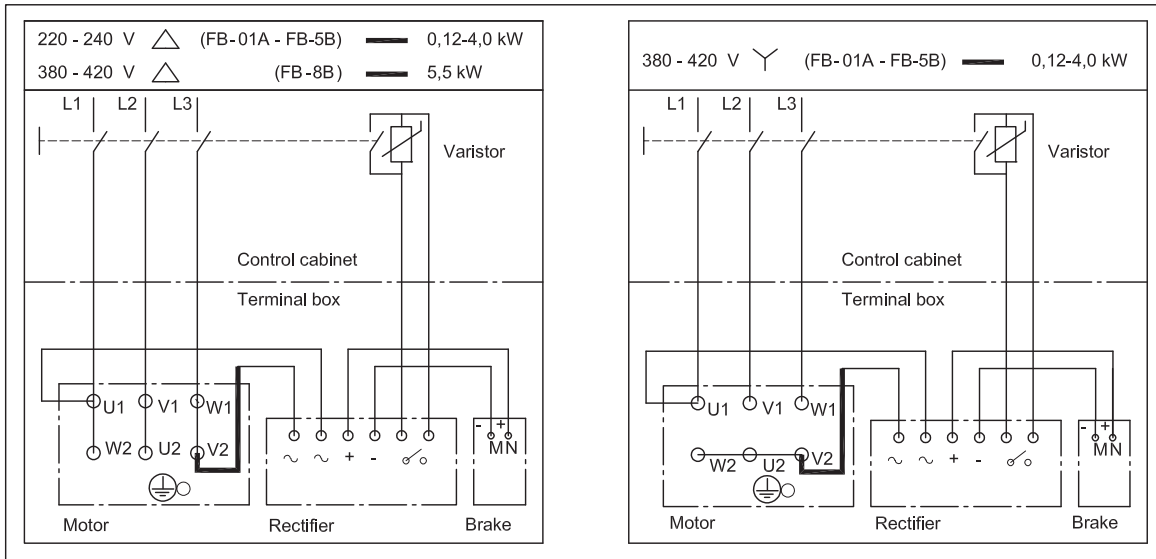 220 - 240 V (FB-01A - FB-5B) 0,12-4,0 kW
380 - 420 V (FB-8B) 5,5 kW
L1 L2 L3
Varistor
Control cabinet
Terminal box
U1 V1 W1
W2 U2 V2
~ ~ + -
- +
MN
Motor Rectifier Brake
380 - 420 V (FB-01A - FB-5B) 0,12-4,0 kW
L1 L2 L3
Varistor
Control cabinet
Terminal box
U1 V1 W1
W2 U2 V2
~ ~ + -
- +
MN
Motor Rectifier Brake